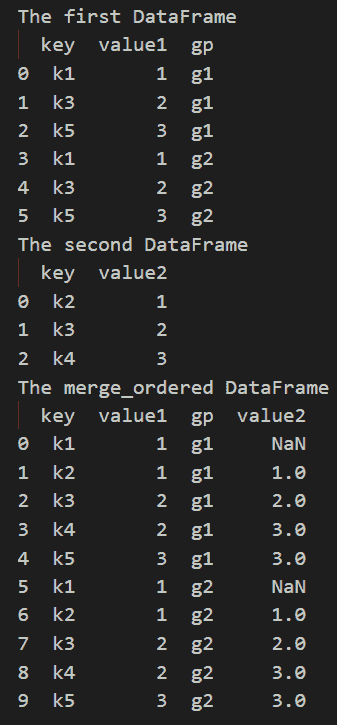 The first DataFrame
key value1 gp
0 k1 1 g1
1 k3 2 g1
2 k5 3 g1
3 k1 1 g2
4 k3 2 g2
5 k5 3 g2
The second DataFrame
key value2
0 k2 1
1 k3 2
2 k4 3
The merge_ordered DataFrame
key value1 gp value2
0 k1 1 g1 NaN
1 k2 1 g1 1.0
2 k3 2 g1 2.0
3 k4 2 g1 3.0
4 k5 3 g1 3.0
5 k1 1 g2 NaN
6 k2 1 g2 1.0
7 k3 2 g2 2.0
8 k4 2 g2 3.0
9 k5 3 g2 3.0